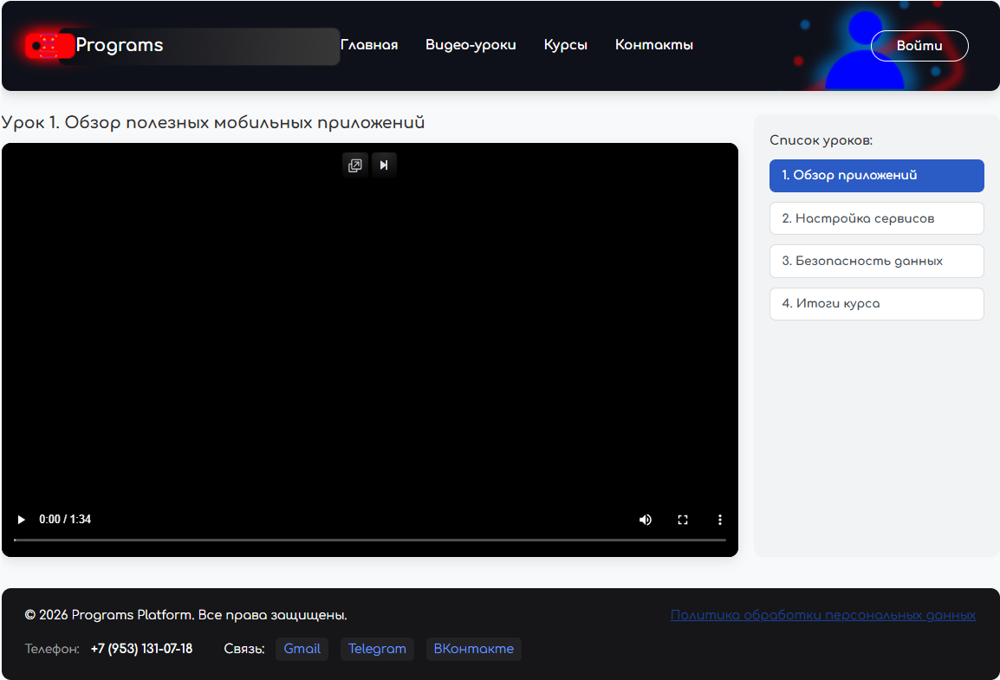 Programs
Главная Видео-уроки Курсы Контакты
Войти
Урок 1. Обзор полезных мобильных приложений
0:00 / 1:34
Список уроков:
1. Обзор приложений
2. Настройка сервисов
3. Безопасность данных
4. Итоги курса
© 2026 Programs Platform. Все права защищены.
Политика обработки персональных данных
Телефон: +7 (953) 131-07-18 Связь: Gmail Telegram ВКонтакте